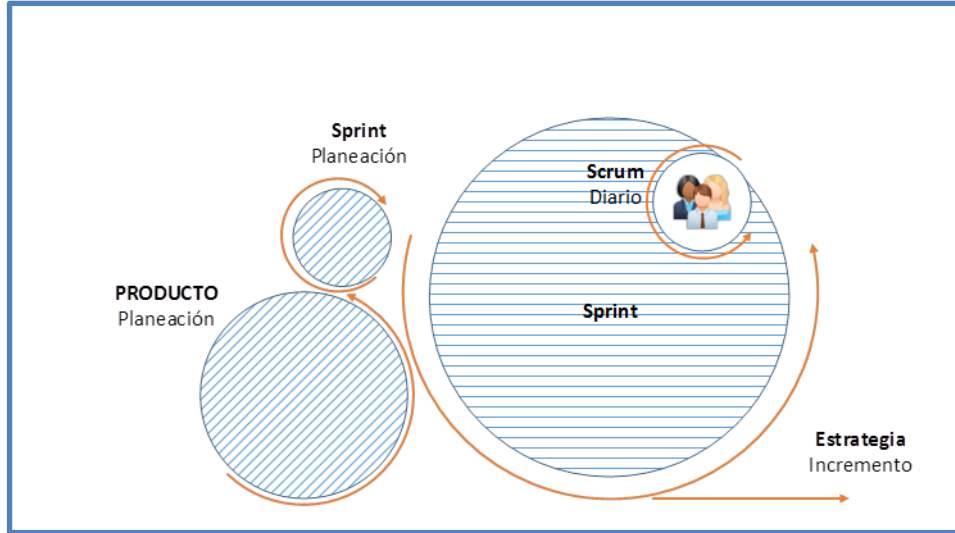 Sprint
Planeación
PRODUCTO
Planeación
Scrum
Diario
Sprint
Estrategia
Incremento